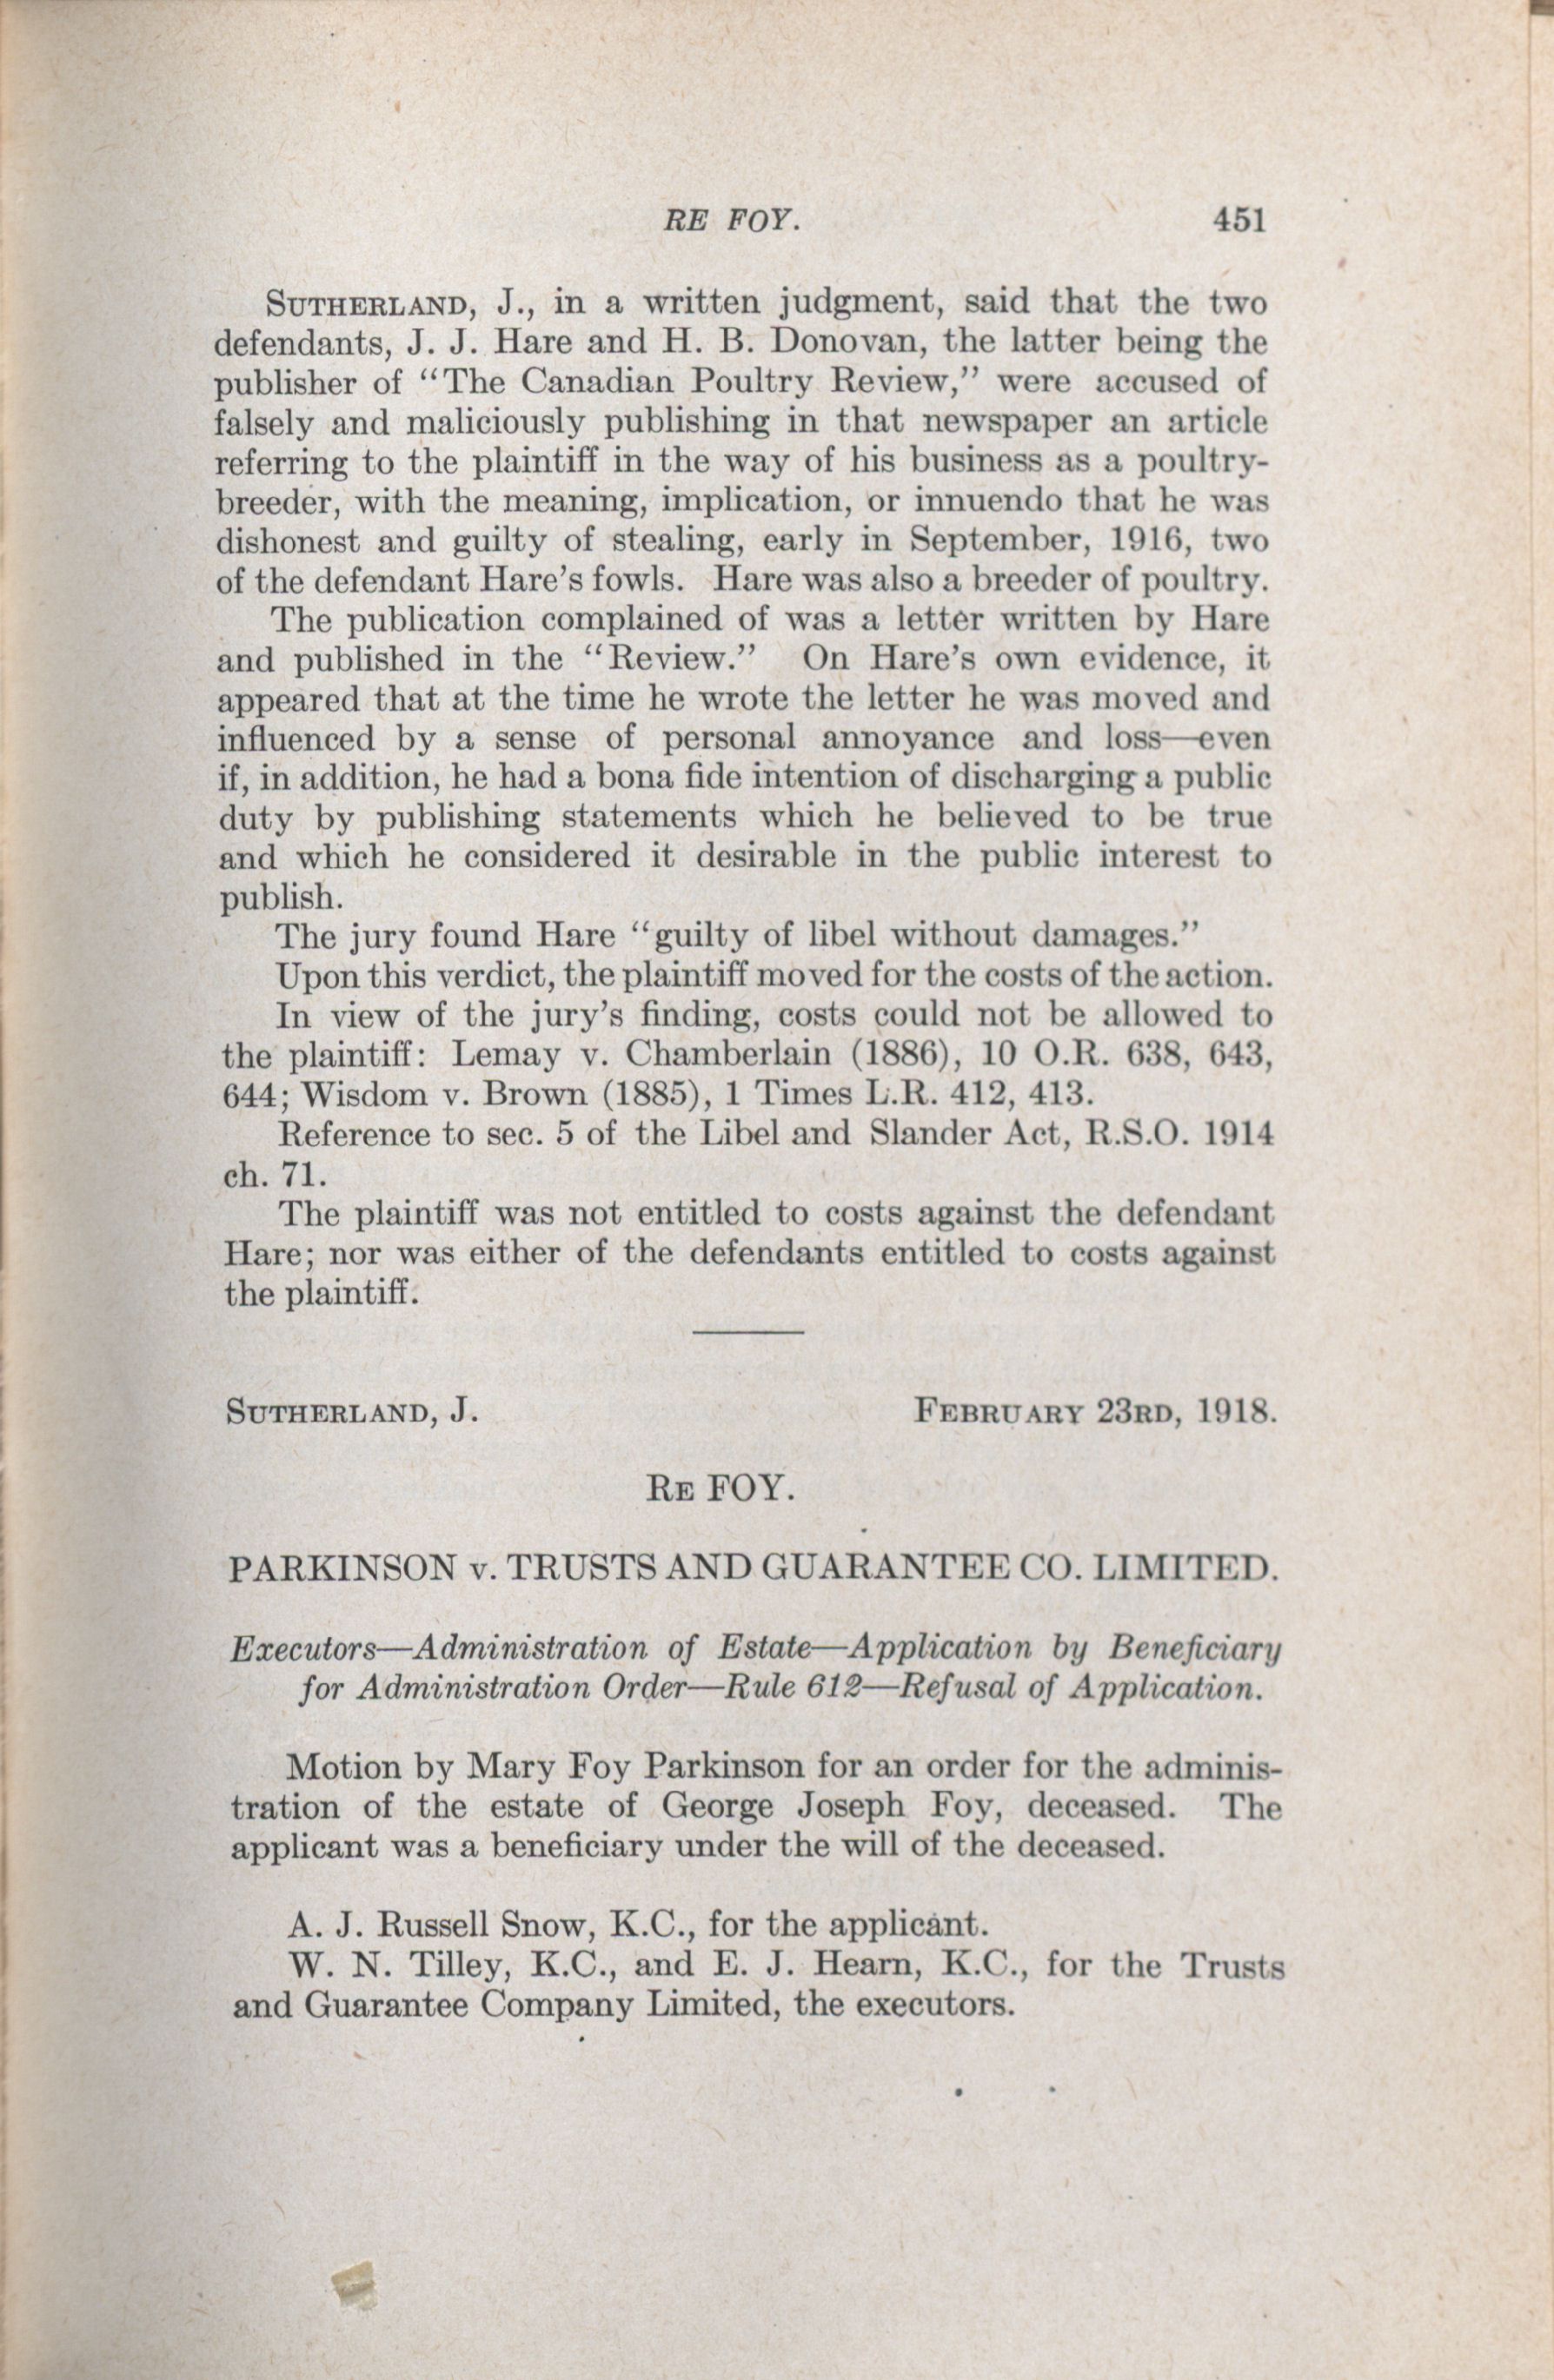 RE FOY. 451
SUTHERLAND, J., in a written judgment, said that the two
defendants, J. J. Hare and H. B. Donovan, the latter being the
publisher of “The Canadian Poultry Review,” were accused of
falsely and maliciously publishing in that newspaper an article
referring to the plaintiff in the way of his business as a poultry-
breeder, with the meaning, implication, or innuendo that he was
dishonest and guilty of stealing, early in September, 1916, two
of the defendant Hare’s fowls. Hare was also a breeder of poultry.
The publication complained of was a letter written by Hare
and published in the “Review.” On Hare’s own evidence, it
appeared that at the time he wrote the letter he was moved and
influenced by a sense of personal annoyance and loss—even
if, in addition, he had a bona fide intention of discharging a public
duty by publishing statements which he believed to be true
and which he considered it desirable in the public interest to
publish.
The jury found Hare “guilty of libel without damages.”
Upon this verdict, the plaintiff moved for the costs of the action.
In view of the jury’s finding, costs could not be allowed to
the plaintiff: Lemay v. Chamberlain (1886), 10 O.R. 638, 643,
644; Wisdom v. Brown (1885), 1 Times L.R. 412, 413.
Reference to sec. 5 of the Libel and Slander Act, R.S.O. 1914
ch. 71.
The plaintiff was not entitled to costs against the defendant
Hare; nor was either of the defendants entitled to costs against
the plaintiff.
SUTHERLAND, J. FEBRUARY 23RD, 1918.
RE FOY.
PARKINSON v. TRUSTS AND GUARANTEE CO. LIMITED.
Executors—Administration of Estate—Application by Beneficiary
for Administration Order—Rule 612—Refusal of Application.
Motion by Mary Foy Parkinson for an order for the adminis-
tration of the estate of George Joseph Foy, deceased. The
applicant was a beneficiary under the will of the deceased.
A. J. Russell Snow, K.C., for the applicant.
W. N. Tilley, K.C., and E. J. Hearn, K.C., for the Trusts
and Guarantee Company Limited, the executors.